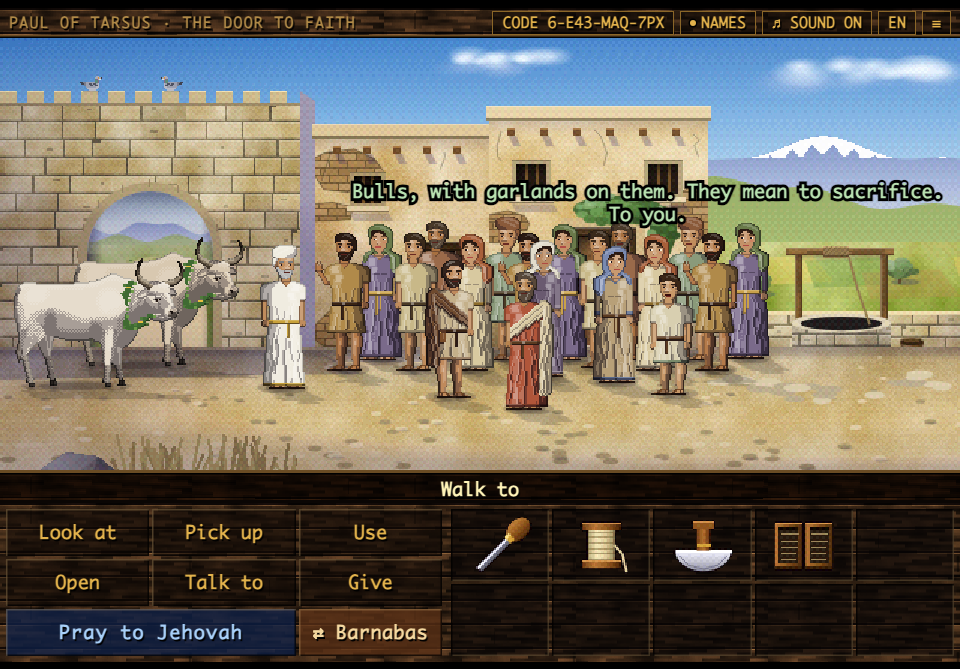 PAUL OF TARSUS · THE DOOR TO FAITH
CODE 6-E43-MAQ-7PX
• NAMES
♬ SOUND ON
EN
≡
Bulls, with garlands on them. They mean to sacrifice.
To you.
Walk to
Look at
Pick up
Use
Open
Talk to
Give
Pray to Jehovah
⇄ Barnabas